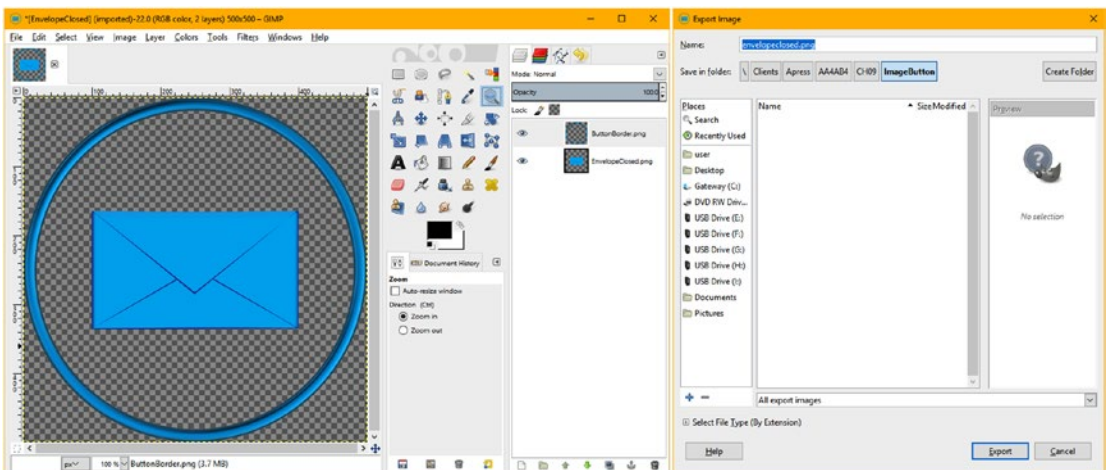 *[EnvelopeClosed] (imported)-22.0 (RGB color, 2 layers) 500x500 – GIMP
File Edit Select View Image Layer Colors Tools Filters Windows Help
Mode: Normal
Opacity 100.0
Lock:
ButtonBorder.png
EnvelopeClosed.png
Document History
Zoom
Auto-resize window
Direction (Ctrl)
Zoom in
Zoom out
px 100 % ButtonBorder.png (3.7 MB)
Export Image
Name: envelopeclosed.png
Save in folder: \ Clients Apress AA4AB4 CH09 ImageButton Create Folder
Places
Search
Recently Used
user
Desktop
Gateway (C:)
DVD RW Driv...
USB Drive (E:)
USB Drive (F:)
USB Drive (G:)
USB Drive (H:)
USB Drive (I:)
Documents
Pictures
Name Size Modified
Preview
No selection
All export images
Select File Type (By Extension)
Help Export Cancel